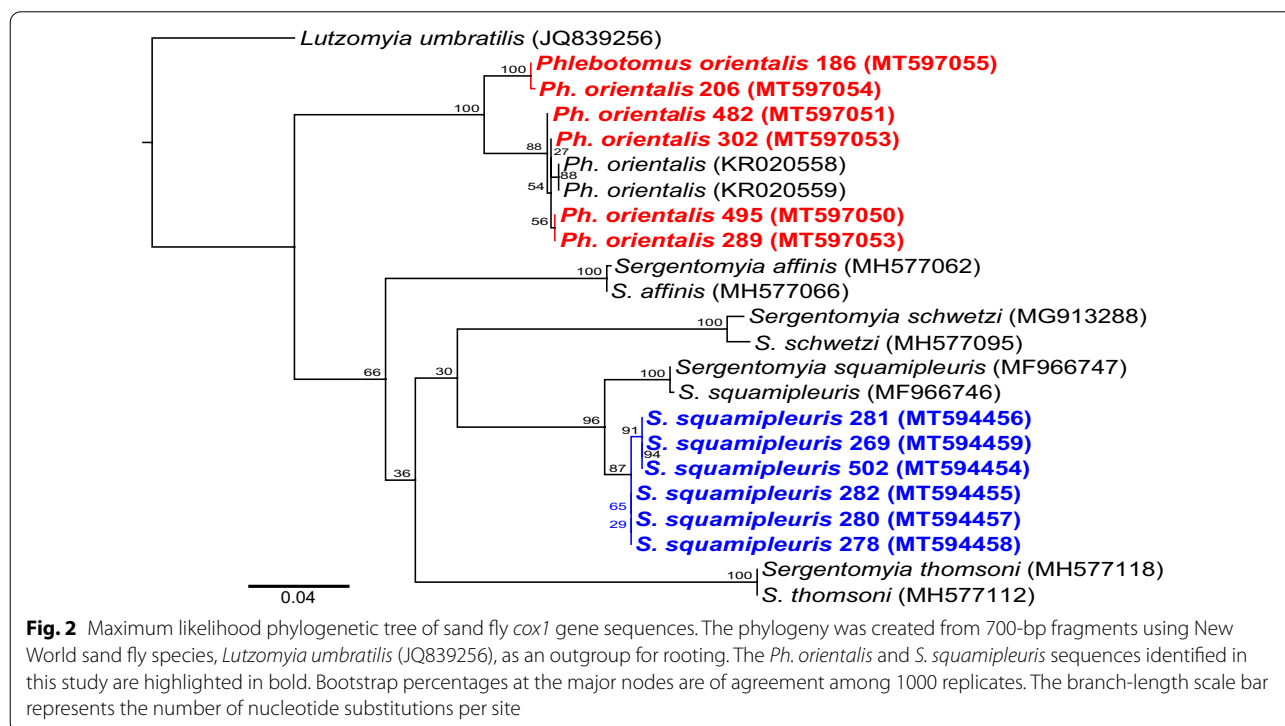 Lutzomyia umbratilis (JQ839256)
100 Phlebotomus orientalis 186 (MT597055)
Ph. orientalis 206 (MT597054)
100
Ph. orientalis 482 (MT597051)
Ph. orientalis 302 (MT597053)
88 27
Ph. orientalis (KR020558)
88
54
Ph. orientalis (KR020559)
Ph. orientalis 495 (MT597050)
56
Ph. orientalis 289 (MT597053)
Sergentomyia affinis (MH577062)
100
S. affinis (MH577066)
Sergentomyia schwetzi (MG913288)
100
S. schwetzi (MH577095)
Sergentomyia squamipleuris (MF966747)
66 30 100
S. squamipleuris (MF966746)
96 S. squamipleuris 281 (MT594456)
91
S. squamipleuris 269 (MT594459)
94
S. squamipleuris 502 (MT594454)
36 87
S. squamipleuris 282 (MT594455)
65
S. squamipleuris 280 (MT594457)
29
S. squamipleuris 278 (MT594458)
Sergentomyia thomsoni (MH577118)
100
S. thomsoni (MH577112)
0.04
Fig. 2 Maximum likelihood phylogenetic tree of sand fly cox1 gene sequences. The phylogeny was created from 700-bp fragments using New
World sand fly species, Lutzomyia umbratilis (JQ839256), as an outgroup for rooting. The Ph. orientalis and S. squamipleuris sequences identified in
this study are highlighted in bold. Bootstrap percentages at the major nodes are of agreement among 1000 replicates. The branch-length scale bar
represents the number of nucleotide substitutions per site